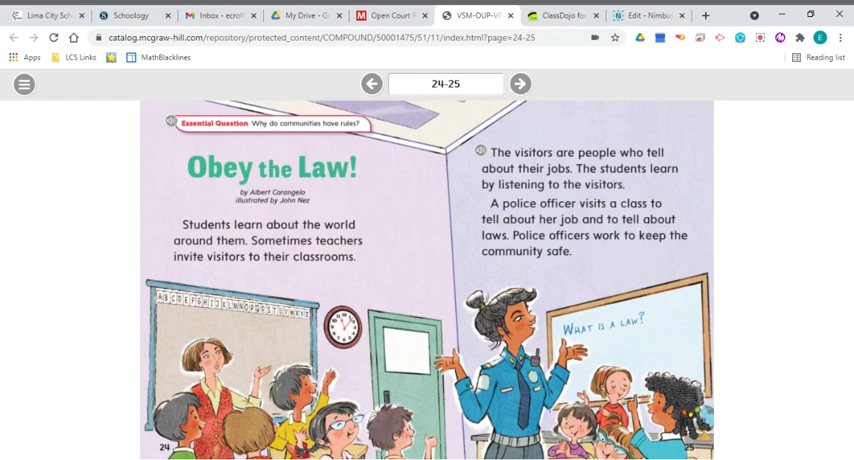 Lima City Sch
Schoology
Inbox - ecrof
My Drive - G
Open Court R
VSM-OUP-V
ClassDojo for
Edit - Nimbu
catalog.mcgraw-hill.com/repository/protected_content/COMPOUND/50001475/51/11/index.html?page=24-25
E
Apps
LCS Links
MathBlacklines
Reading list
24-25
Essential Question Why do communities have rules?
Obey the Law!
by Albert Carangelo
illustrated by John Nez
Students learn about the world
around them. Sometimes teachers
invite visitors to their classrooms.
ABCDEFGHIJKLMNOPQRSTUVWXYZ
24
The visitors are people who tell
about their jobs. The students learn
by listening to the visitors.
A police officer visits a class to
tell about her job and to tell about
laws. Police officers work to keep the
community safe.
WHAT IS A LAW?
25